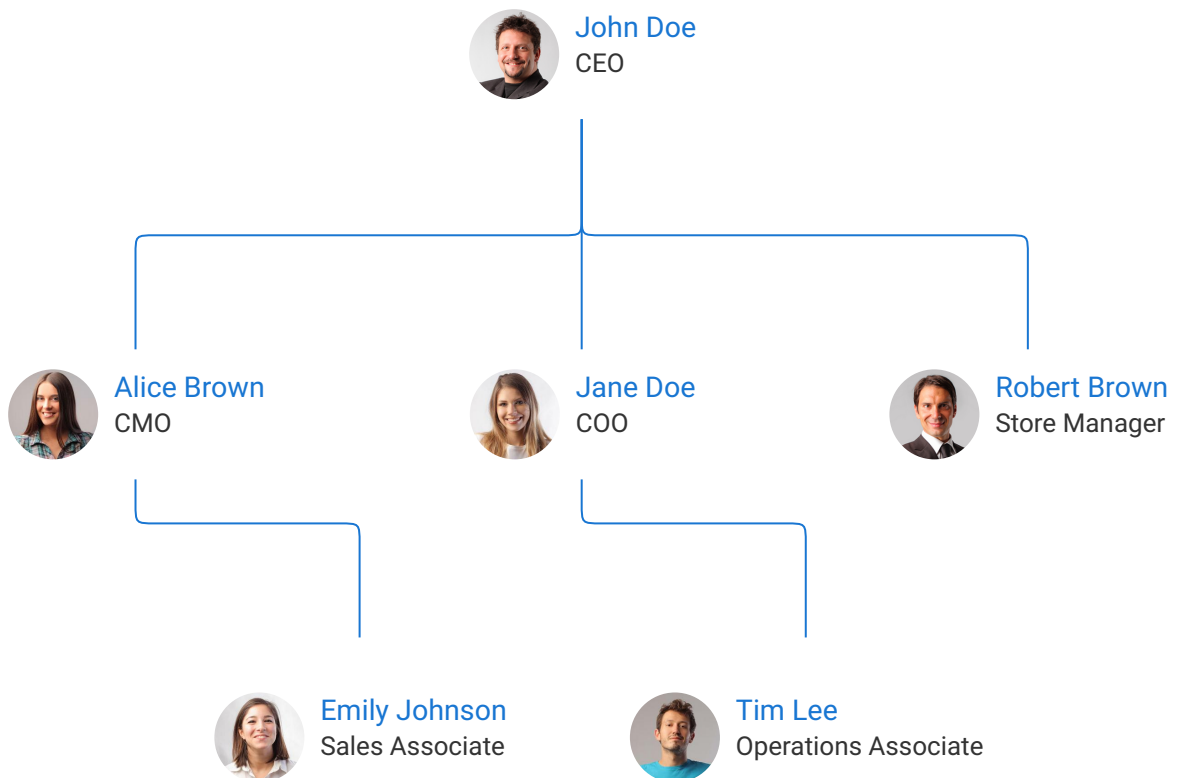 John Doe
CEO
Alice Brown
CMO
Jane Doe
COO
Robert Brown
Store Manager
Emily Johnson
Sales Associate
Tim Lee
Operations Associate